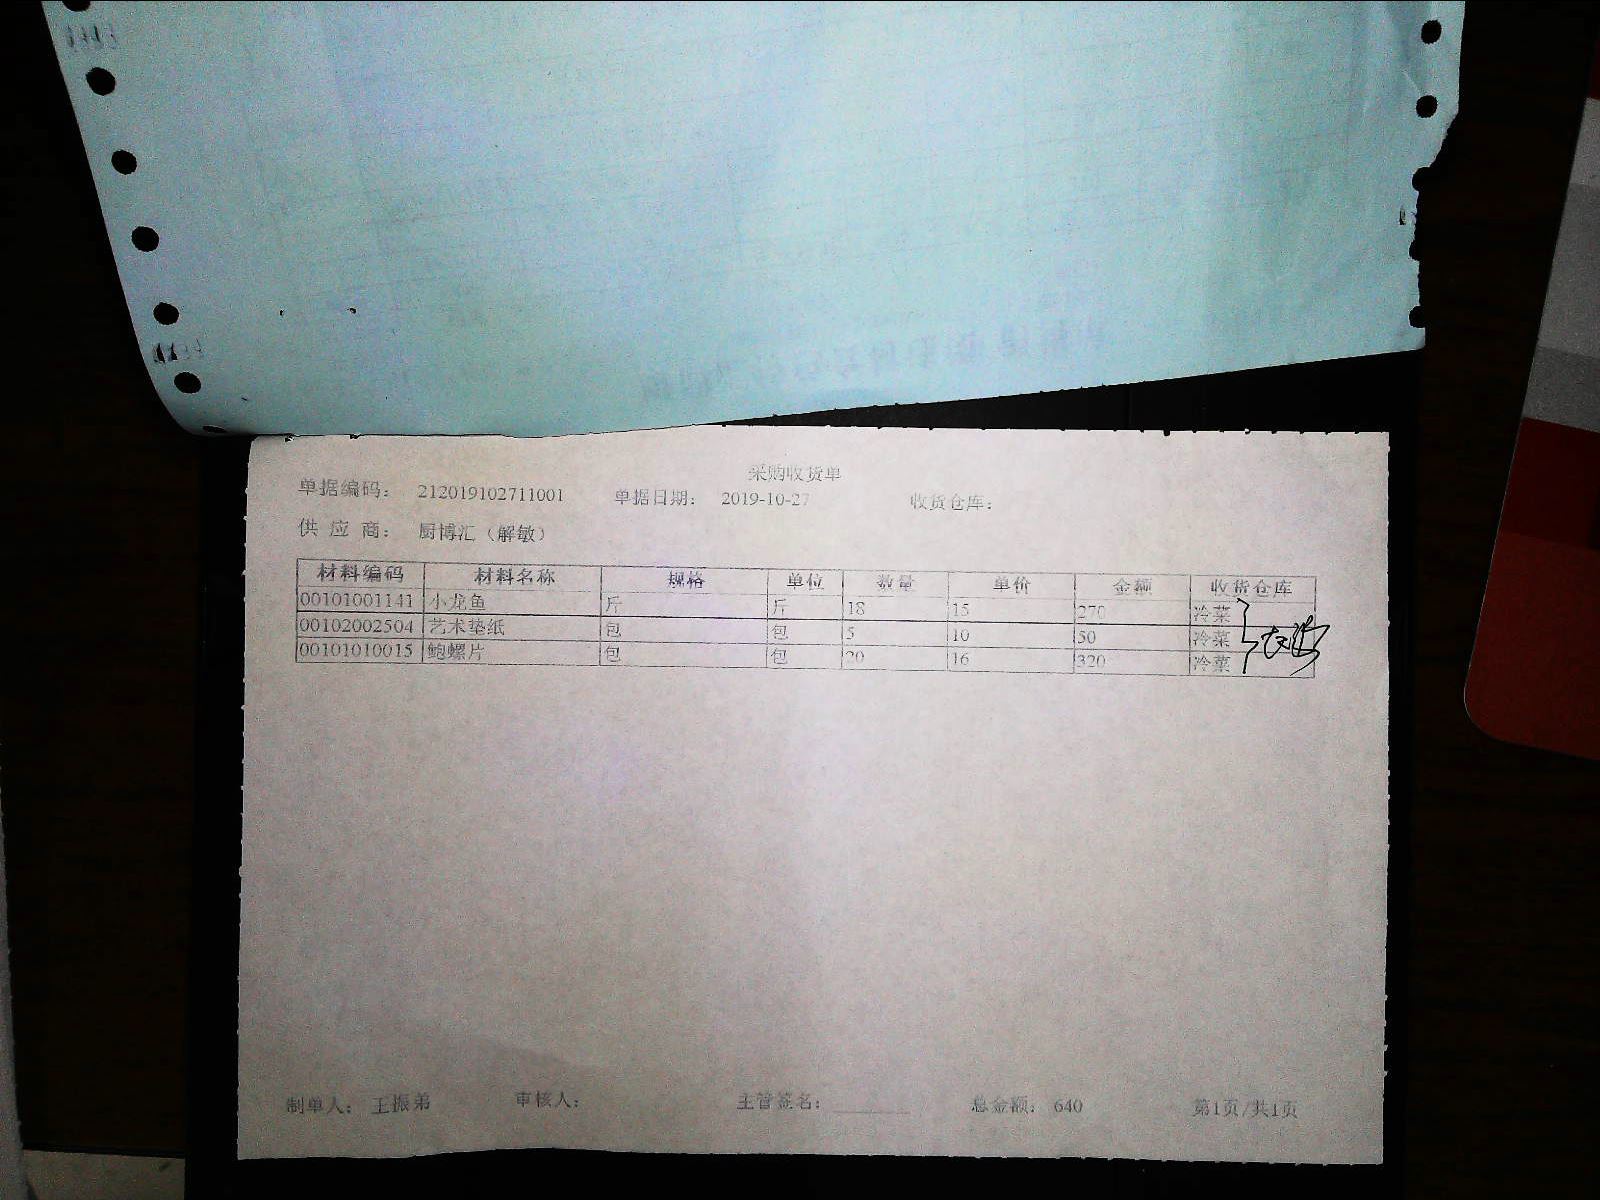 采购收货单
单据编码： 212019102711001 单据日期： 2019-10-27 收货仓库：
供 应 商： 厨博汇（解敏）
材料编码 材料名称 规格 单位 数量 单价 金额 收货仓库
00101001141 小龙鱼 斤 斤 18 15 270 冷菜
00102002504 艺术垫纸 包 包 5 10 50 冷菜
00101010015 鲍螺片 包 包 20 16 320 冷菜
制单人： 王振弟 审核人： 主管签名： 总金额： 640 第1页/共1页